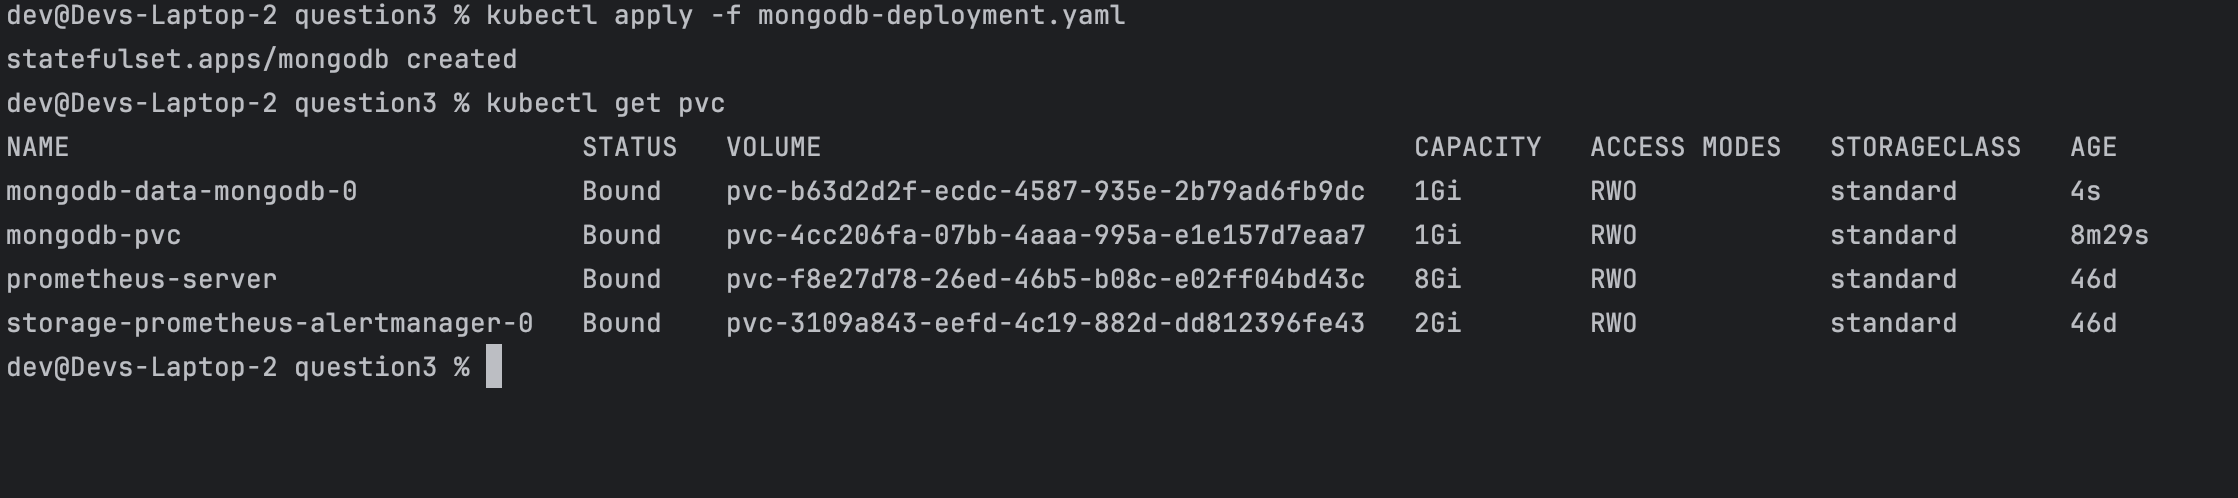 dev@Devs-Laptop-2 question3 % kubectl apply -f mongodb-deployment.yaml
statefulset.apps/mongodb created
dev@Devs-Laptop-2 question3 % kubectl get pvc
NAME                                STATUS   VOLUME                                     CAPACITY   ACCESS MODES   STORAGECLASS   AGE
mongodb-data-mongodb-0              Bound    pvc-b63d2d2f-ecdc-4587-935e-2b79ad6fb9dc   1Gi        RWO            standard       4s
mongodb-pvc                         Bound    pvc-4cc206fa-07bb-4aaa-995a-e1e157d7eaa7   1Gi        RWO            standard       8m29s
prometheus-server                   Bound    pvc-f8e27d78-26ed-46b5-b08c-e02ff04bd43c   8Gi        RWO            standard       46d
storage-prometheus-alertmanager-0   Bound    pvc-3109a843-eefd-4c19-882d-dd812396fe43   2Gi        RWO            standard       46d
dev@Devs-Laptop-2 question3 %